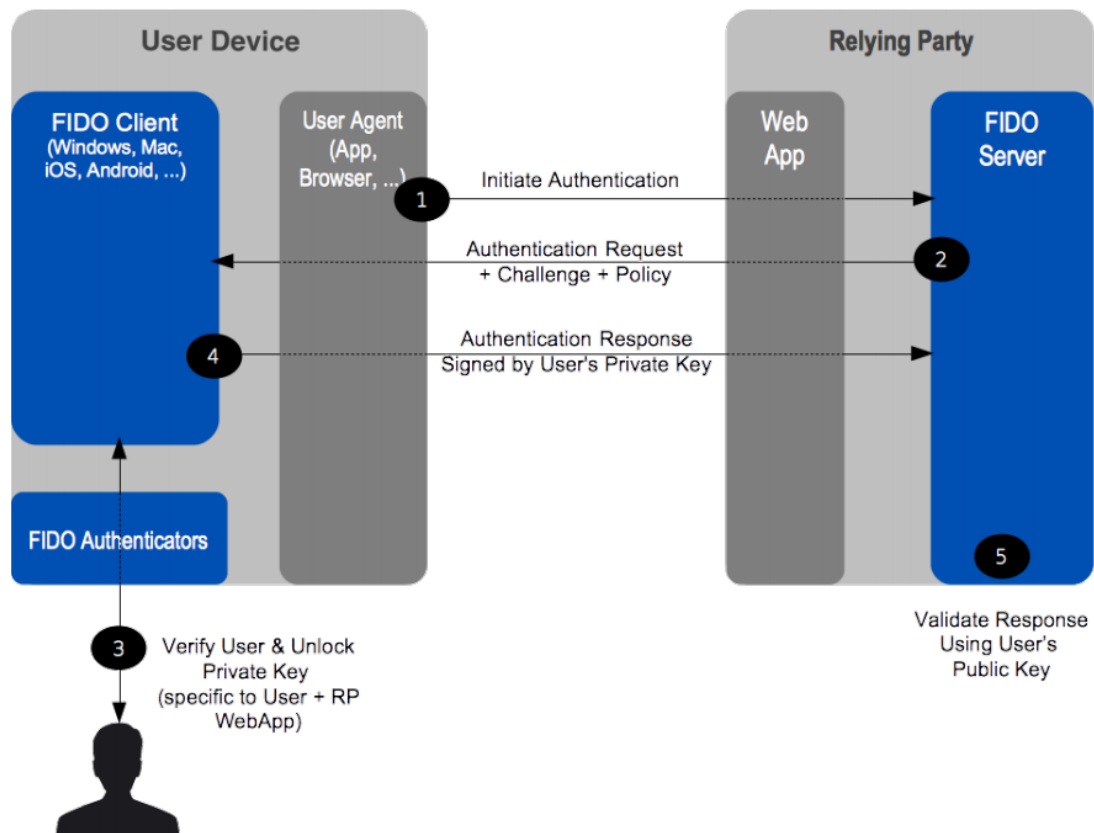 User Device
Relying Party
FIDO Client
(Windows, Mac,
iOS, Android, ...)
User Agent
(App,
Browser, ...)
Web
App
FIDO
Server
1
Initiate Authentication
2
Authentication Request
+ Challenge + Policy
4
Authentication Response
Signed by User's Private Key
FIDO Authenticators
5
Validate Response
Using User's
Public Key
3
Verify User & Unlock
Private Key
(specific to User + RP
WebApp)